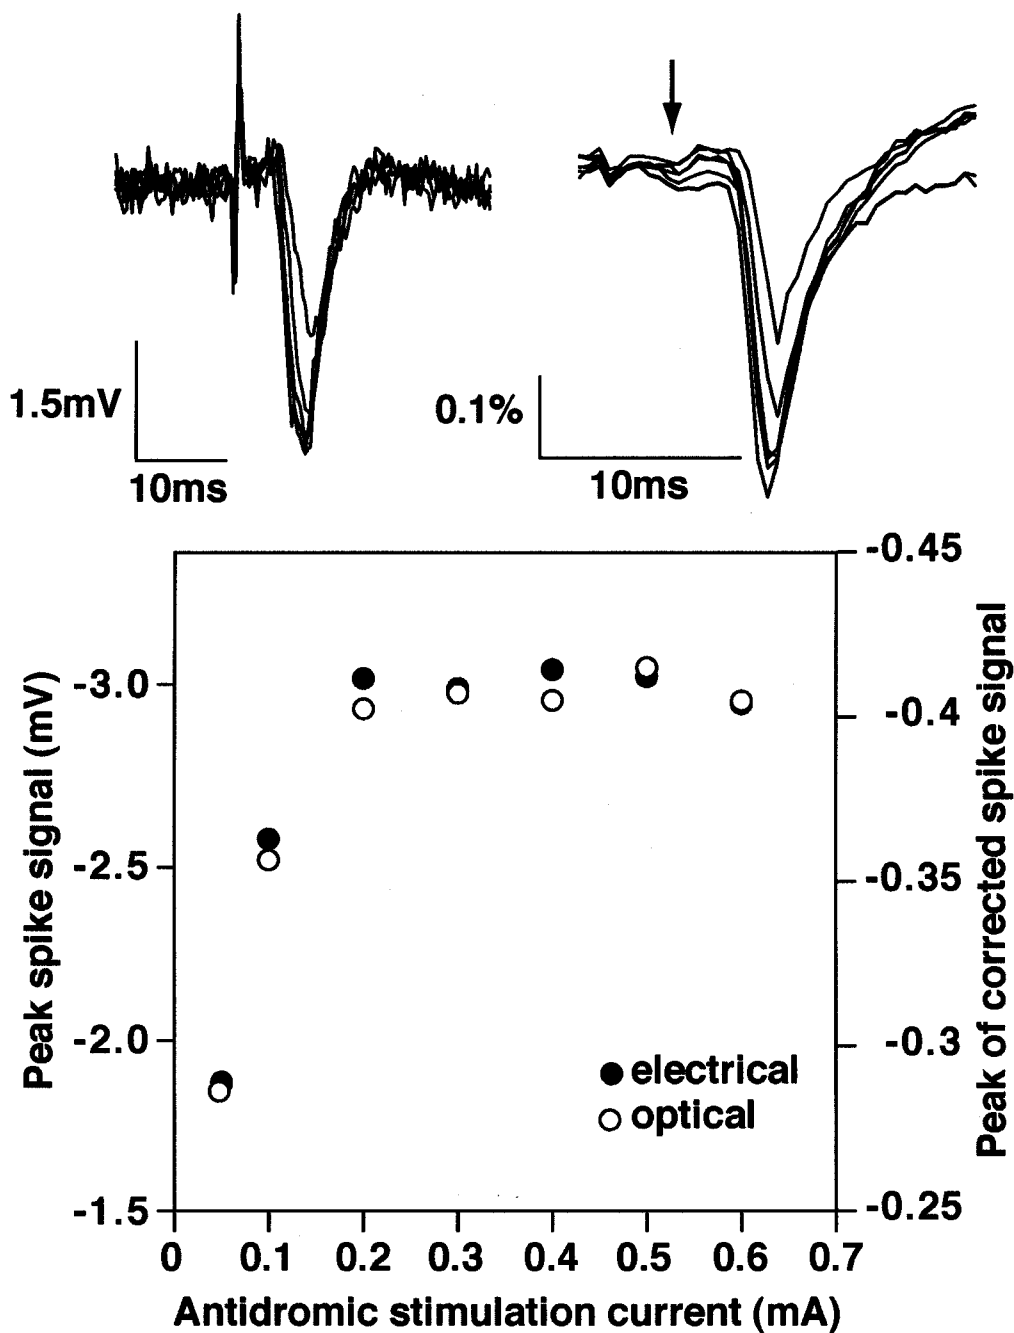 1.5mV
10ms
0.1%
10ms
Peak spike signal (mV)
-3.0
-2.5
-2.0
-1.5
-0.45
-0.4
-0.35
-0.3
-0.25
Peak of corrected spike signal
electrical
optical
0 0.1 0.2 0.3 0.4 0.5 0.6 0.7
Antidromic stimulation current (mA)